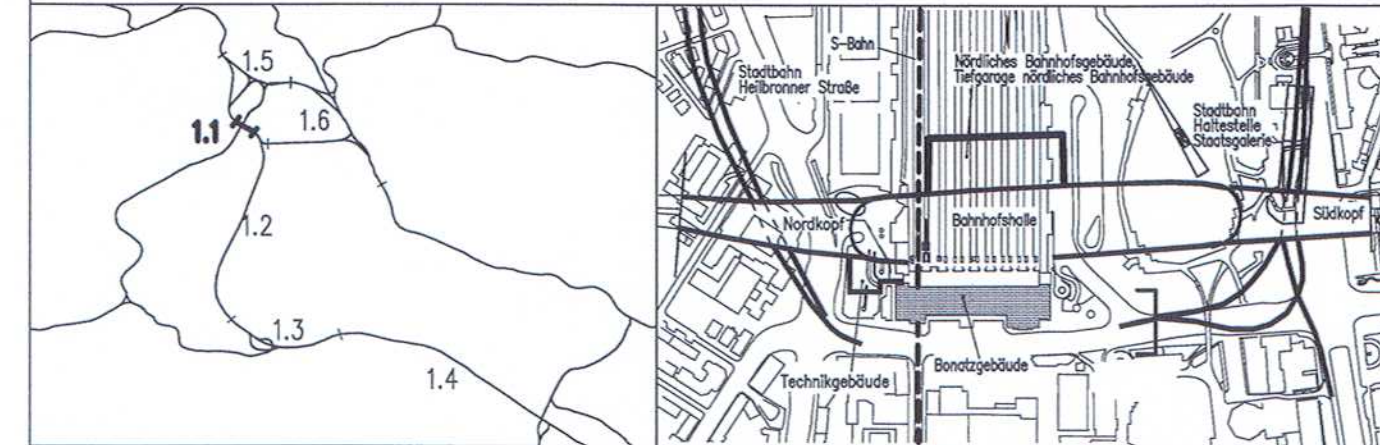 1.5
1.6
1.1
1.2
1.3
1.4
S-Bahn
Stadtbahn
Heilbronner Straße
Nördliches Bahnhofsgebäude,
Tiefgarage nördliches Bahnhofsgebäude
Stadtbahn
Haltestelle
Staatsgalerie
Nordkopf
Bahnhofshalle
Südkopf
Technikgebäude
Bonatzgebäude